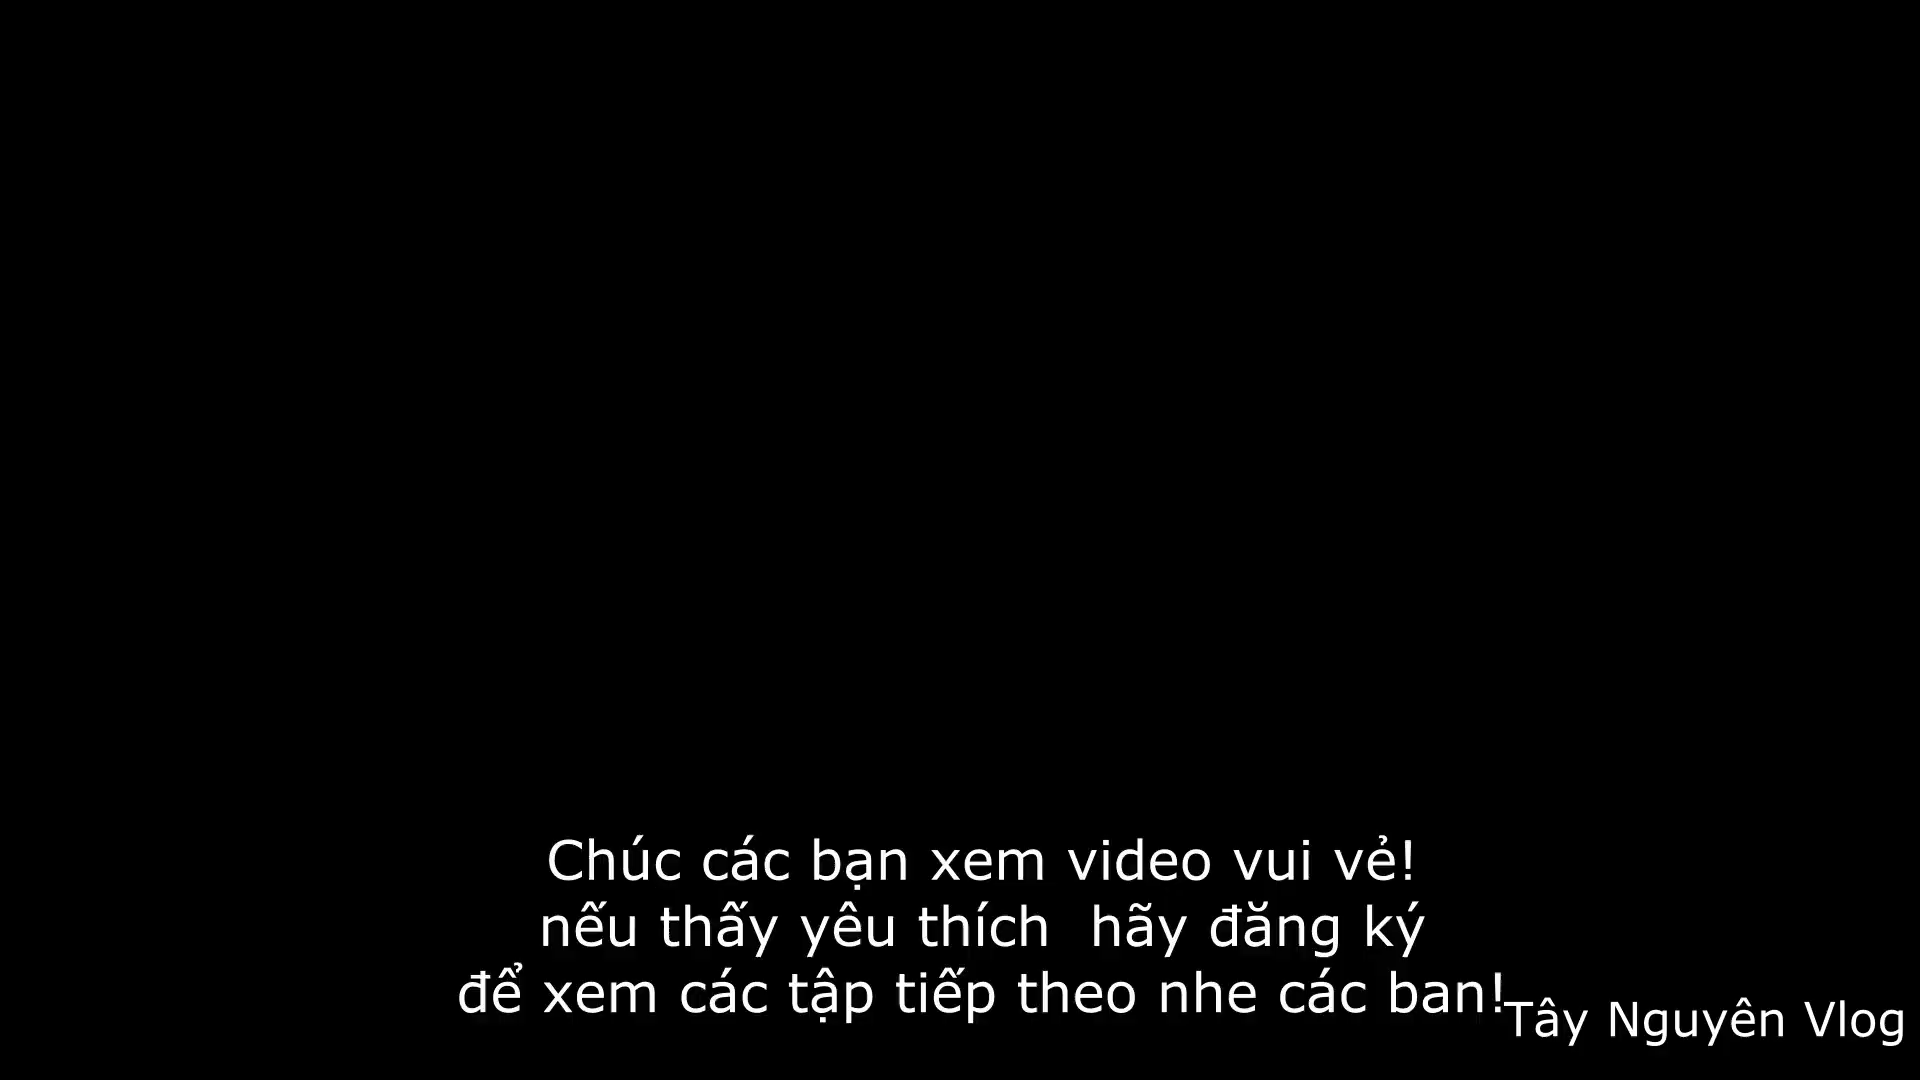 Chúc các bạn xem video vui vẻ!
nếu thấy yêu thích  hãy đăng ký
để xem các tập tiếp theo nhe các ban!
Tây Nguyên Vlog